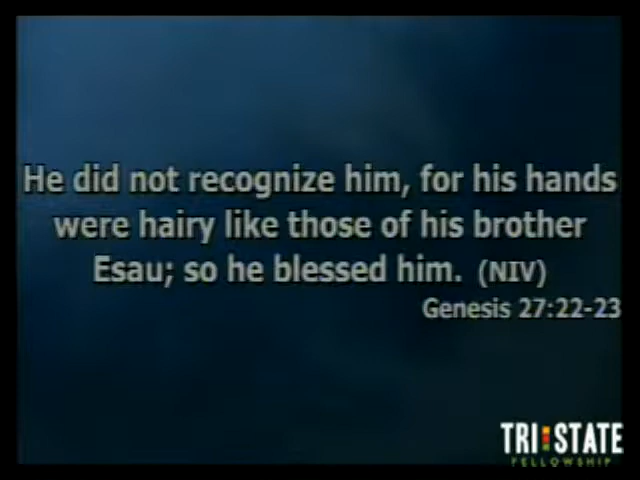 He did not recognize him, for his hands
were hairy like those of his brother
Esau; so he blessed him. (NIV)
Genesis 27:22-23
TRI STATE
FELLOWSHIP